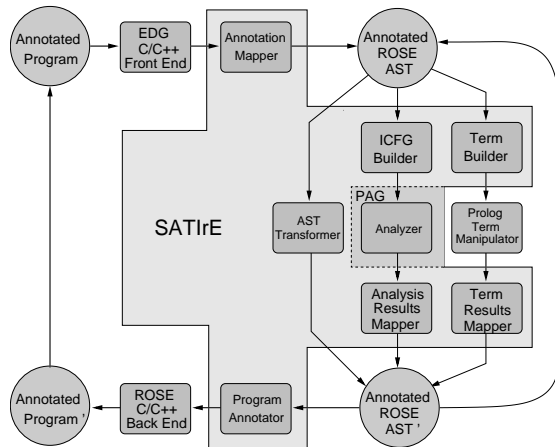 Annotated
Program
EDG
C/C++
Front End
Annotation
Mapper
Annotated
ROSE
AST
ICFG
Builder
Term
Builder
PAG
SATIrE
AST
Transformer
Analyzer
Prolog
Term
Manipulator
Analysis
Results
Mapper
Term
Results
Mapper
Annotated
Program '
ROSE
C/C++
Back End
Program
Annotator
Annotated
ROSE
AST '